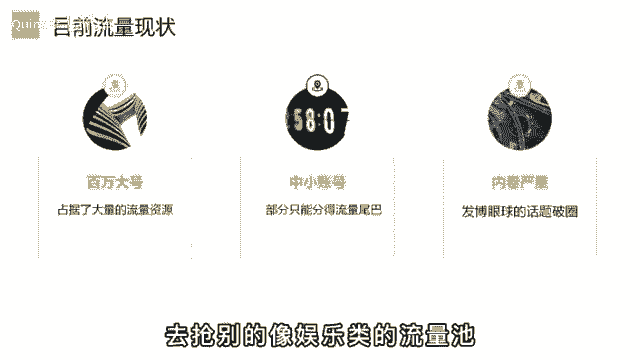 目前流量现状
58:0
百万大号
中小账号
内卷严重
占据了大量的流量资源
部分只能分得流量尾巴
发博眼球的话题破圈
去抢别的像娱乐类的流量池